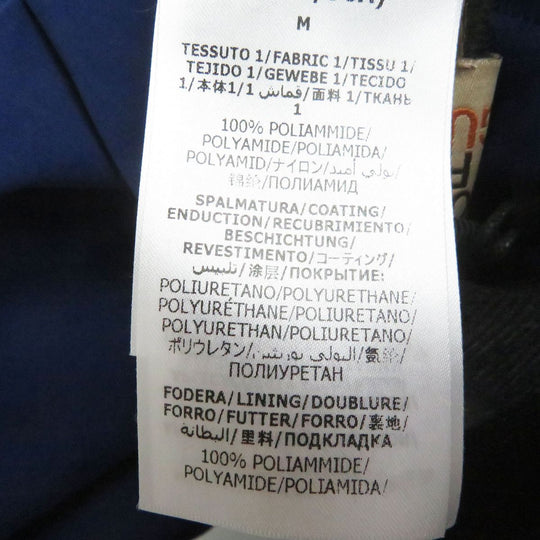 M
TESSUTO 1/FABRIC 1/TISSU 1/
TEJIDO 1/GEWEBE 1/TECIDO
1/本体1/1 قماش/面料 1/ТКАНЬ
1
100% POLIAMMIDE/
POLYAMIDE/POLIAMIDA/
POLYAMID/ナイロン/بولي أميد/
锦纶/ПОЛИАМИД
SPALMATURA/COATING/
ENDUCTION/RECUBRIMIENTO/
BESCHICHTUNG/
REVESTIMENTO/コーティング/
تلبيس/涂层/ПОКРЫТИЕ:
POLIURETANO/POLYURETHANE/
POLYURÉTHANE/POLIURETANO/
POLYURETHAN/POLIURETANO/
ポリウレタン/البولي يوريثين/氨纶/
ПОЛИУРЕТАН
FODERA/LINING/DOUBLURE/
FORRO/FUTTER/FORRO/裏地/
البطانة/里料/ПОДКЛАДКА
100% POLIAMMIDE/
POLYAMIDE/POLIAMIDA/